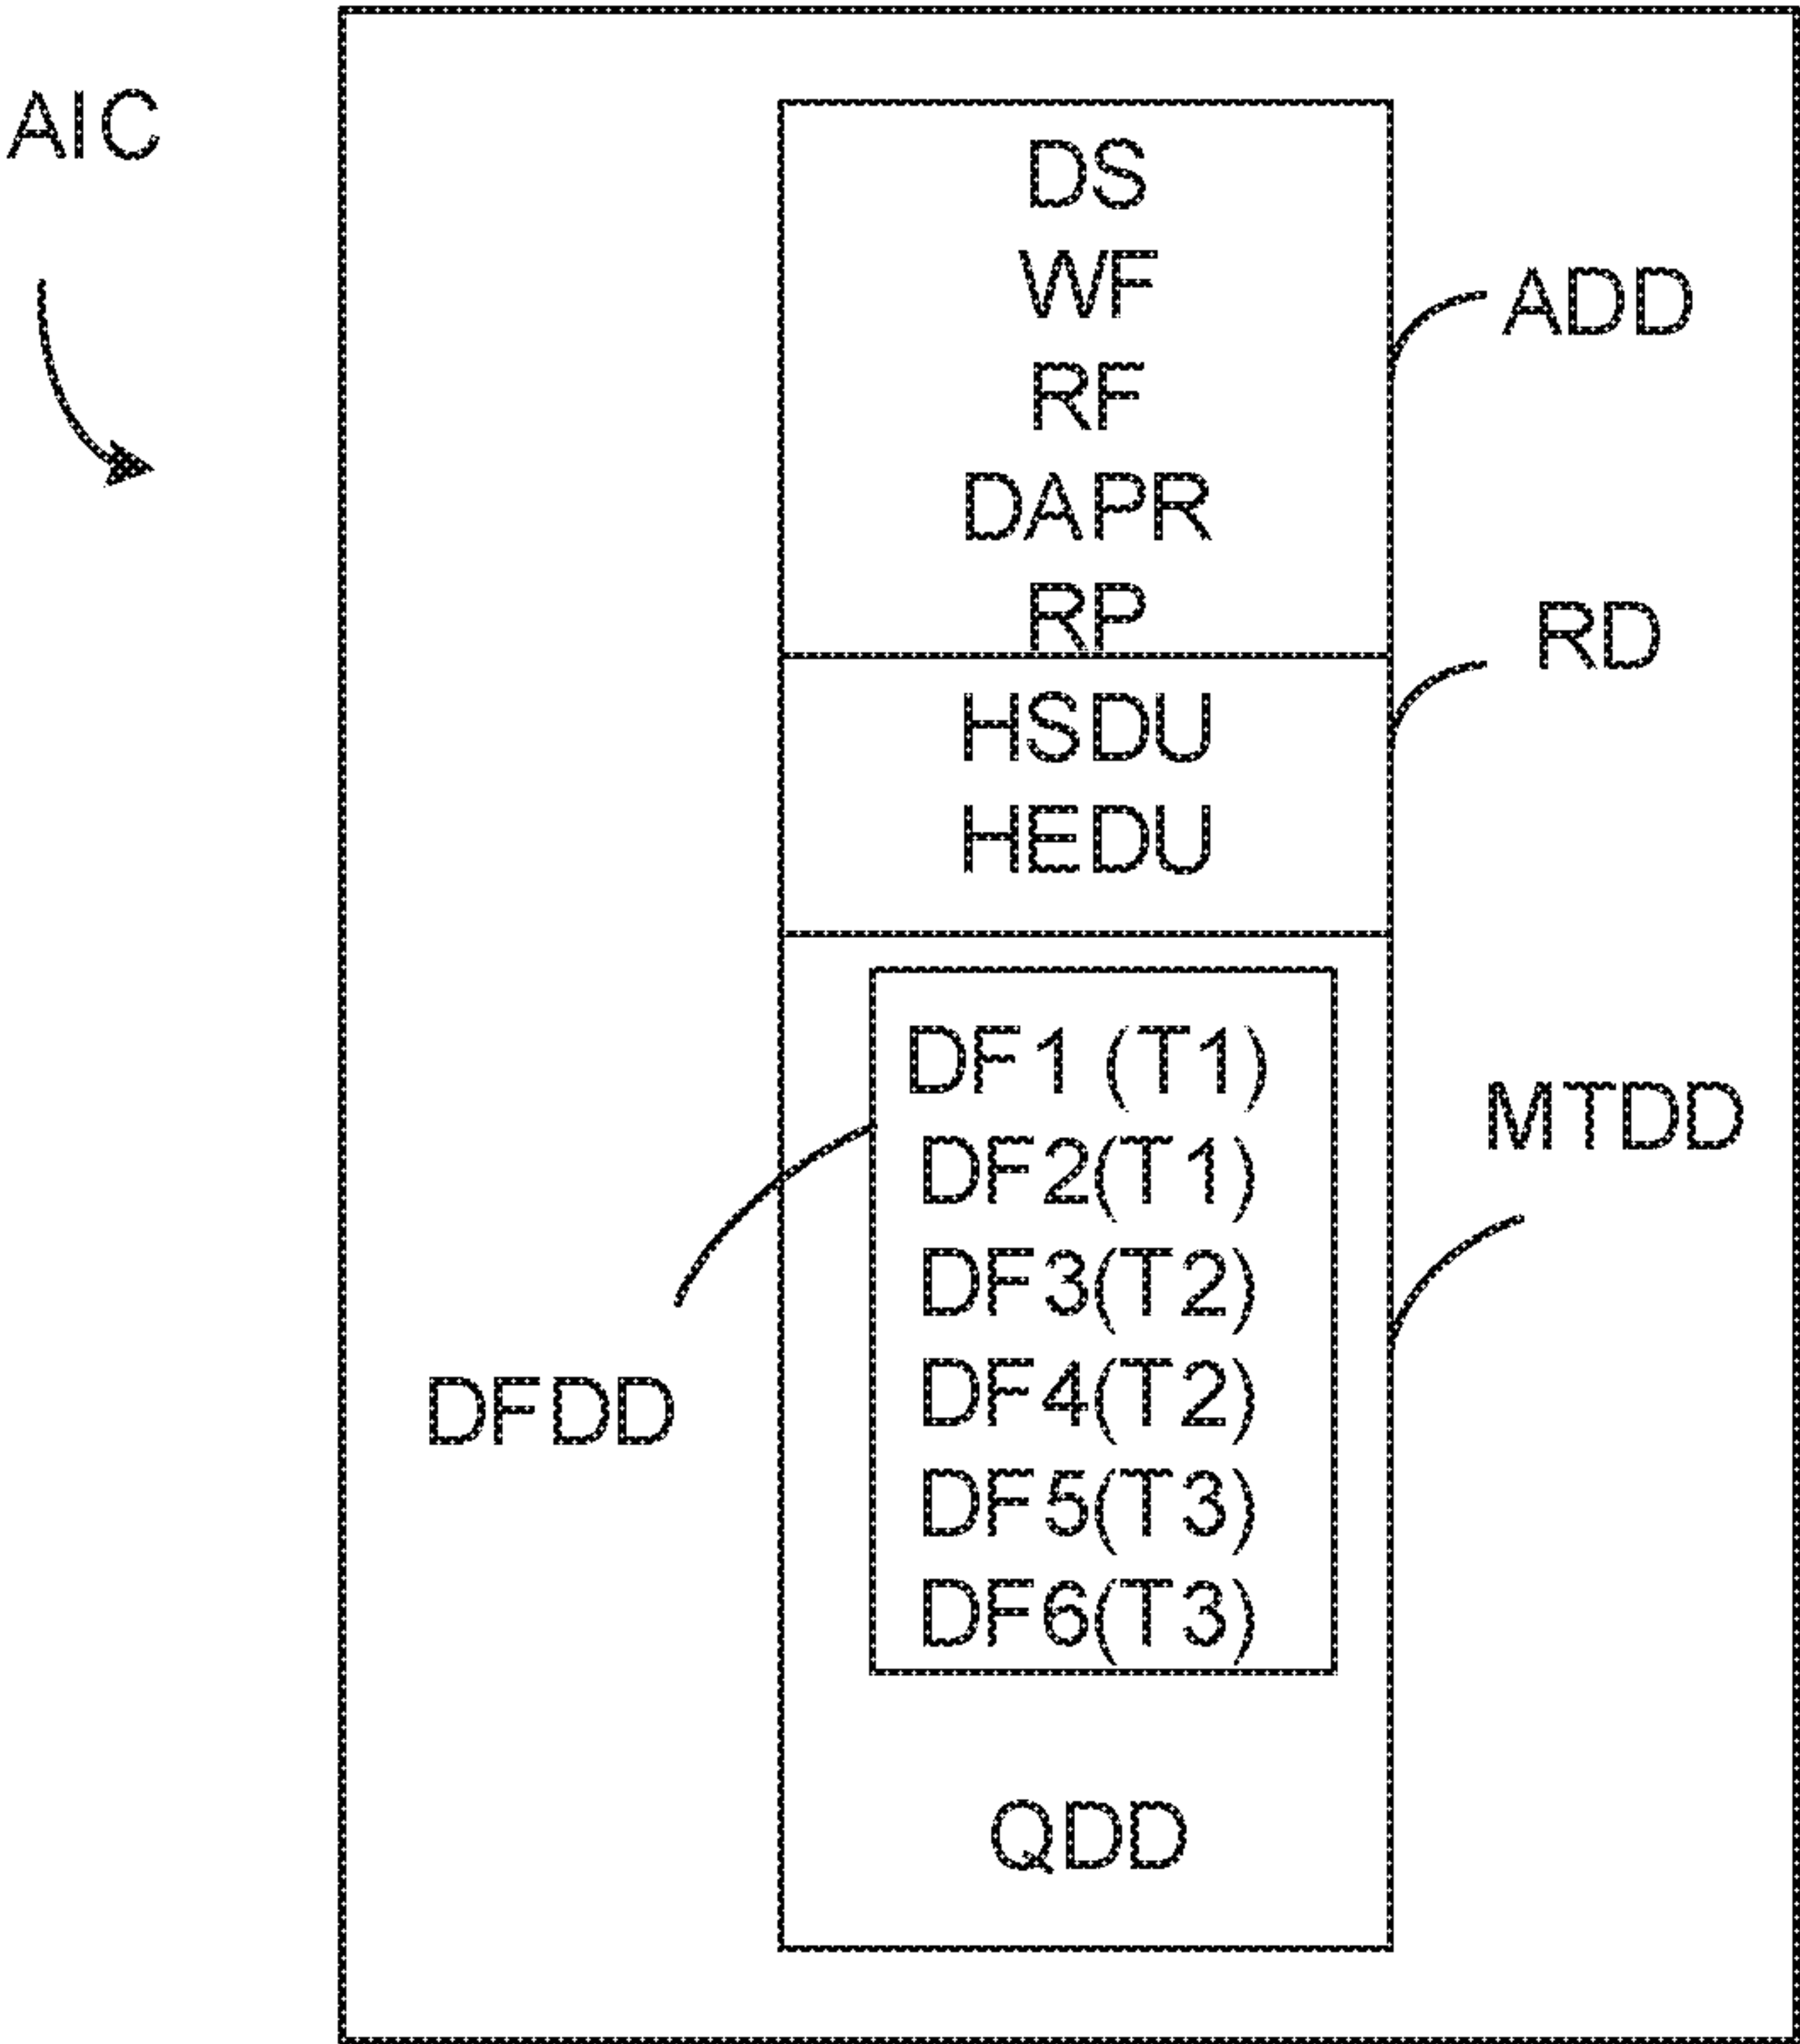 AIC
DS
WF
ADD
RF
DAPR
RP
RD
HSDU
HEDU
DF1 (T1)
MTDD
DF2(T1)
DF3(T2)
DF4(T2)
DFDD
DF5(T3)
DF6(T3)
QDD